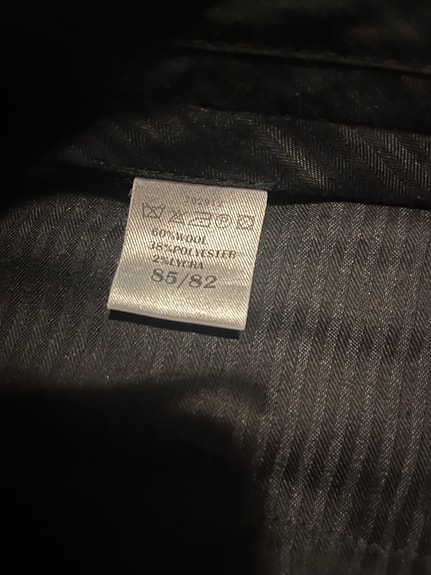 60% WOOL
38% POLYESTER
2% LYCRA
85/82